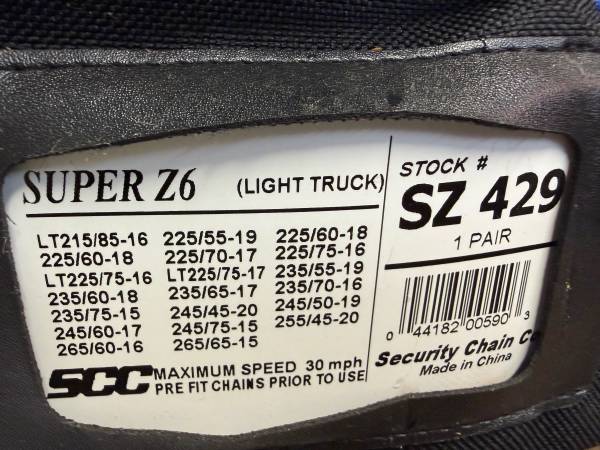 SUPER Z6 (LIGHT TRUCK)
LT215/85-16 225/55-19 225/60-18
225/60-18 225/70-17 225/75-16
LT225/75-16 LT225/75-17 235/55-19
235/60-18 235/65-17 235/70-16
235/75-15 245/45-20 245/50-19
245/60-17 245/75-15 255/45-20
265/60-16 265/65-15
SCC MAXIMUM SPEED 30 mph
PRE FIT CHAINS PRIOR TO USE
STOCK #
SZ 429
1 PAIR
0 44182 00590 3
Security Chain Co
Made in China